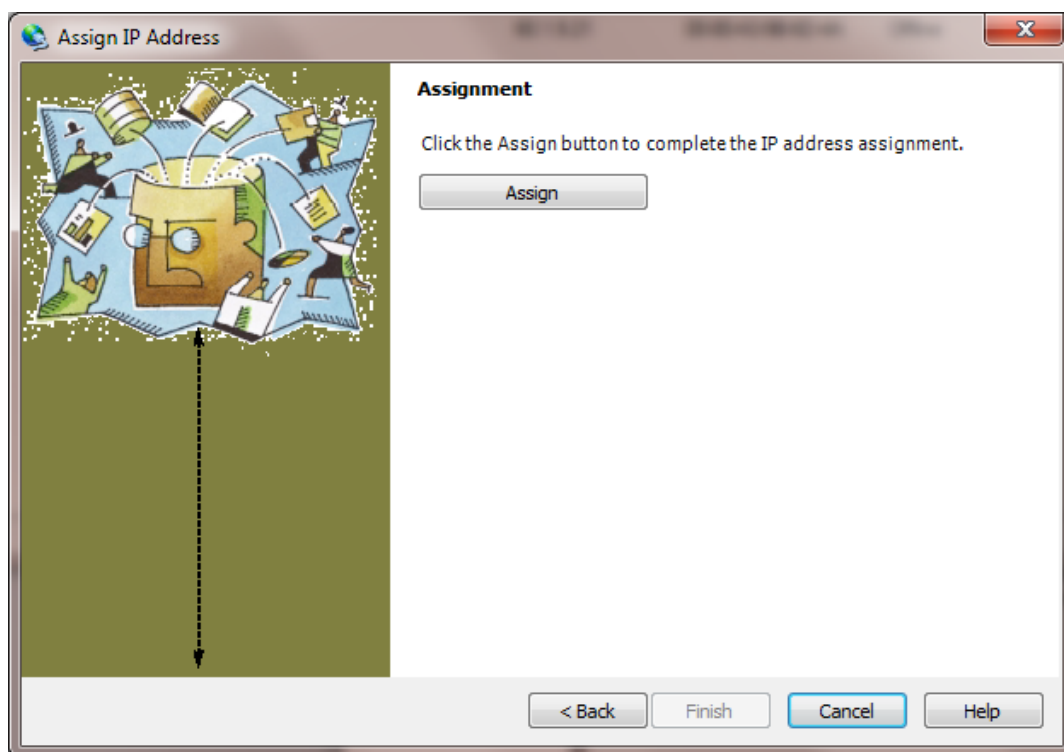 Assign IP Address
Assignment
Click the Assign button to complete the IP address assignment.
Assign
< Back
Finish
Cancel
Help